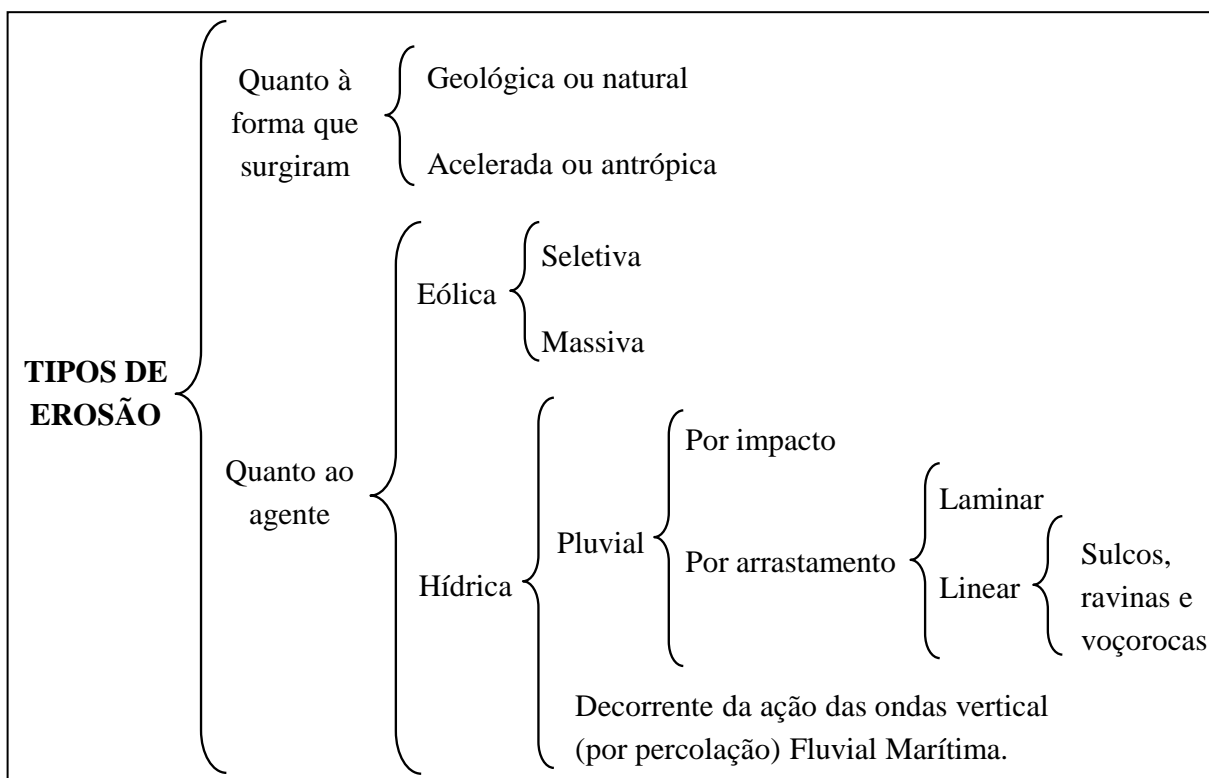 TIPOS DE
EROSÃO
Quanto à
forma que
surgiram
Geológica ou natural
Acelerada ou antrópica
Quanto ao
agente
Eólica
Seletiva
Massiva
Hídrica
Pluvial
Por impacto
Por arrastamento
Laminar
Linear
Sulcos,
ravinas e
voçorocas
Decorrente da ação das ondas vertical
(por percolação) Fluvial Marítima.